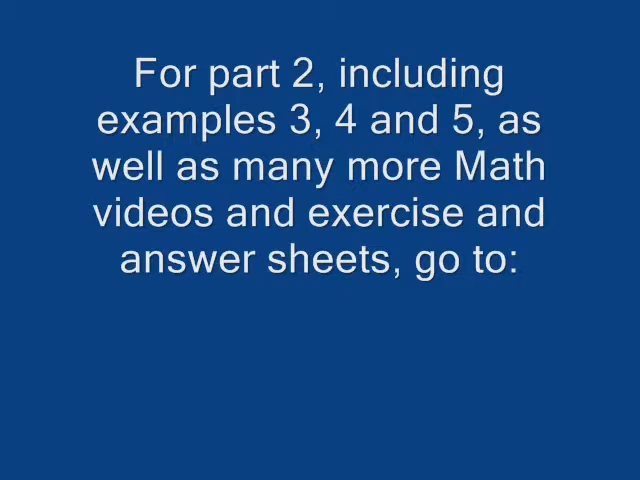 For part 2, including
examples 3, 4 and 5, as
well as many more Math
videos and exercise and
answer sheets, go to: